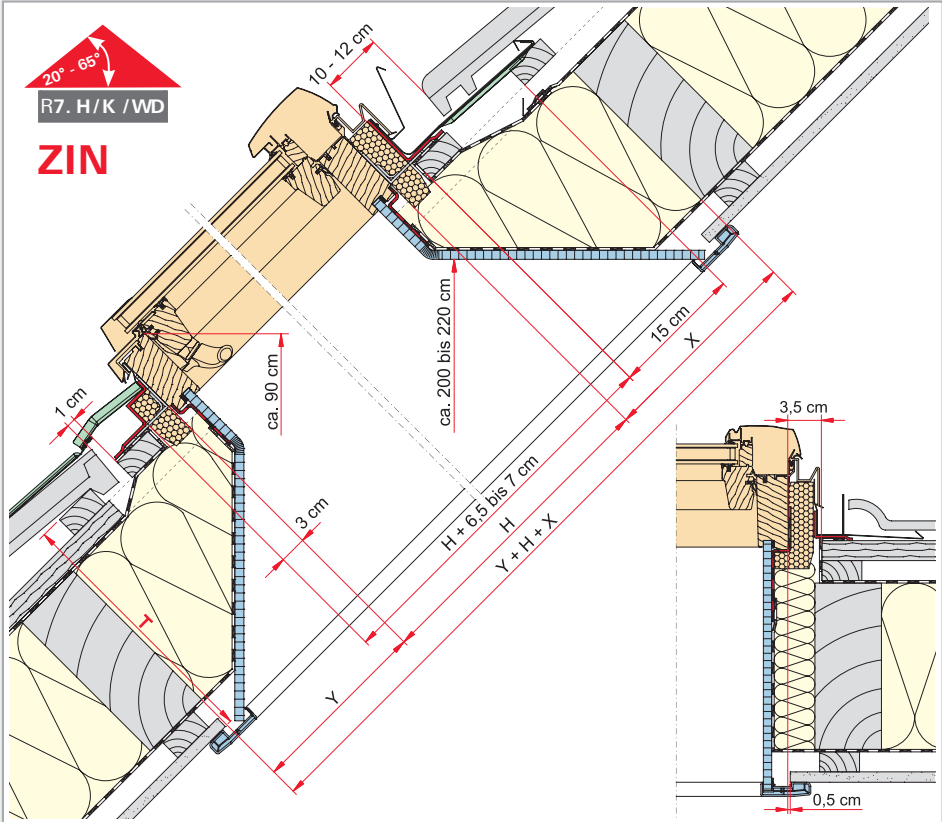 20° - 65°
R7. H / K / WD
ZIN
10 - 12 cm
15 cm
X
ca. 200 bis 220 cm
ca. 90 cm
1 cm
3,5 cm
H + 6,5 bis 7 cm
H
Y + H + X
3 cm
T
Y
0,5 cm